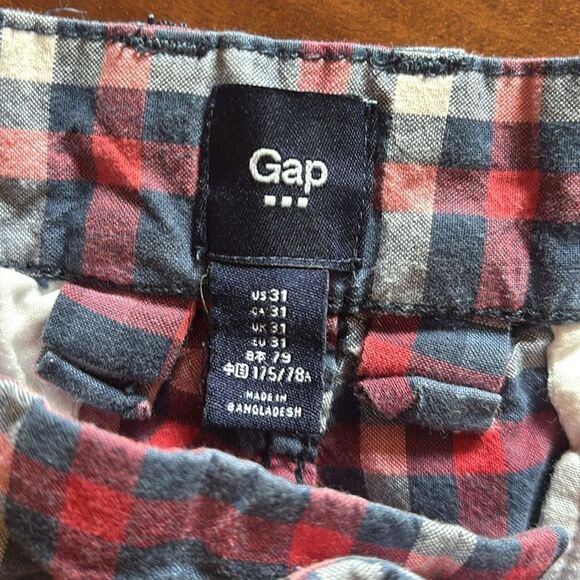 Gap
US 31
CA 31
UK 31
EU 31
日本 79
中国 175/78A
MADE IN
BANGLADESH